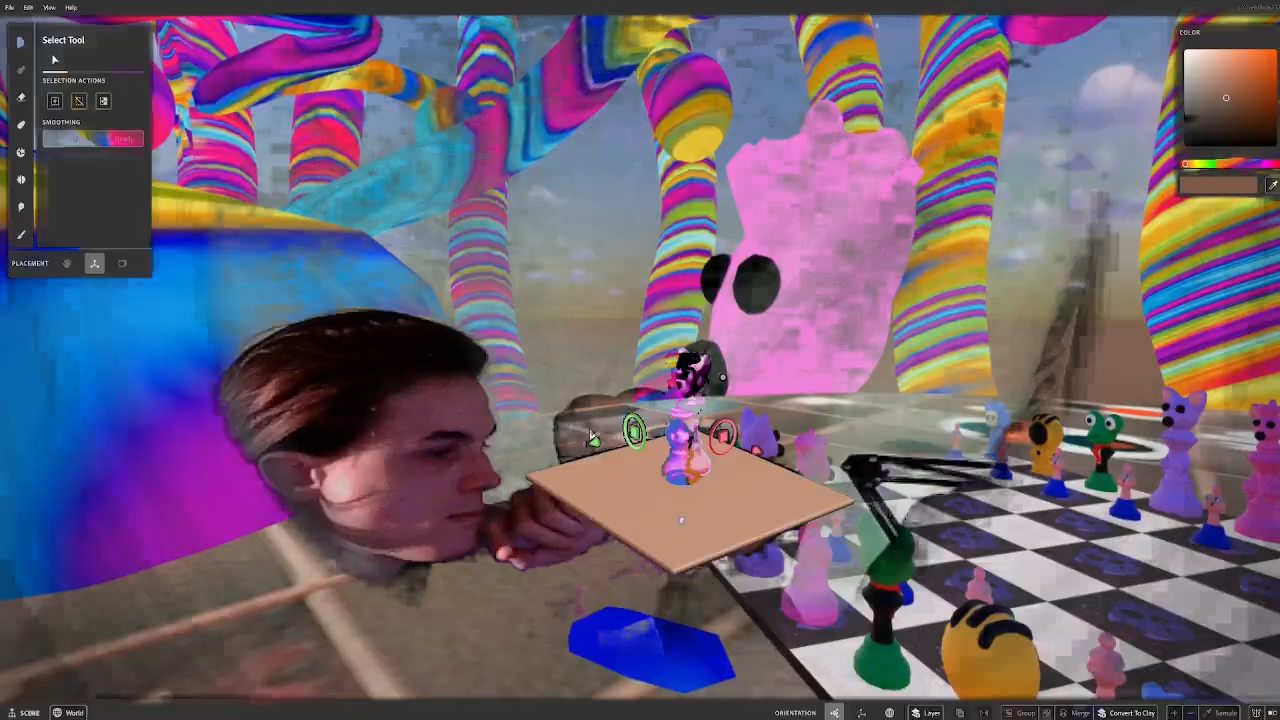 File Edit View Help
Select Tool
SELECTION ACTIONS
SMOOTHING
Steady
PLACEMENT
COLOR
SCENE World
ORIENTATION Layer Group Merge Convert To Clay Sample